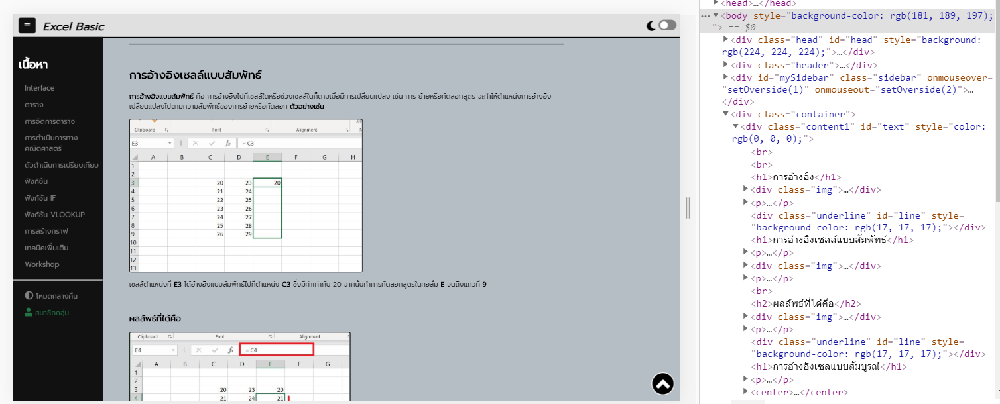 Excel Basic
เนื้อหา
Interface
ตาราง
การจัดการตาราง
การดำเนินการทาง
คณิตศาสตร์
ตัวดำเนินการเปรียบเทียบ
ฟังก์ชัน
ฟังก์ชัน IF
ฟังก์ชัน VLOOKUP
การสร้างกราฟ
เทคนิคเพิ่มเติม
Workshop
โหมดกลางคืน
สมาชิกกลุ่ม
การอ้างอิงเซลล์แบบสัมพัทธ์
การอ้างอิงแบบสัมพัทธ์ คือ การอ้างอิงไปที่เซลล์ใดหรือช่วงเซลล์ใดก็ตามเมื่อมีการเปลี่ยนแปลง เช่น การ ย้ายหรือคัดลอกสูตร จะทำให้ตำแหน่งการอ้างอิง
เปลี่ยนแปลงไปตามความสัมพันธ์ของการย้ายหรือคัดลอก ตัวอย่างเช่น
Clipboard Font Alignment
E3 fx = C3
A B C D E F G H
1
2
3 20 23 20
4 21 24
5 22 25
6 23 26
7 24 27
8 25 28
9 26 29
10
11
12
13
เซลล์ตำแหน่งที่ E3 ได้อ้างอิงแบบสัมพัทธ์ไปที่ตำแหน่ง C3 ซึ่งมีค่าเท่ากับ 20 จากนั้นทำการคัดลอกสูตรในคอลั่ม E จนถึงแถวที่ 9
ผลลัพธ์ที่ได้คือ
Clipboard Font Alignment
E4 fx = C4
A B C D E F G
1
2
3 20 23 20
4 21 24 21
<head>…</head>
<body style="background-color: rgb(181, 189, 197);
"> == $0
<div class="head" id="head" style="background:
rgb(224, 224, 224);">…</div>
<div class="header">…</div>
<div id="mySidebar" class="sidebar" onmouseover=
"setOverside(1)" onmouseout="setOverside(2)">…
</div>
<div class="container">
<div class="content1" id="text" style="color:
rgb(0, 0, 0);">
<br>
<br>
<h1>การอ้างอิง</h1>
<div class="img">…</div>
<p>…</p>
<div class="underline" id="line" style=
"background-color: rgb(17, 17, 17);"></div>
<h1>การอ้างอิงเซลล์แบบสัมพัทธ์</h1>
<p>…</p>
<div class="img">…</div>
<p>…</p>
<br>
<h2>ผลลัพธ์ที่ได้คือ</h2>
<div class="img">…</div>
<p>…</p>
<div class="underline" id="line" style=
"background-color: rgb(17, 17, 17);"></div>
<h1>การอ้างอิงเซลแบบสัมบูรณ์</h1>
<p>…</p>
<center>…</center>